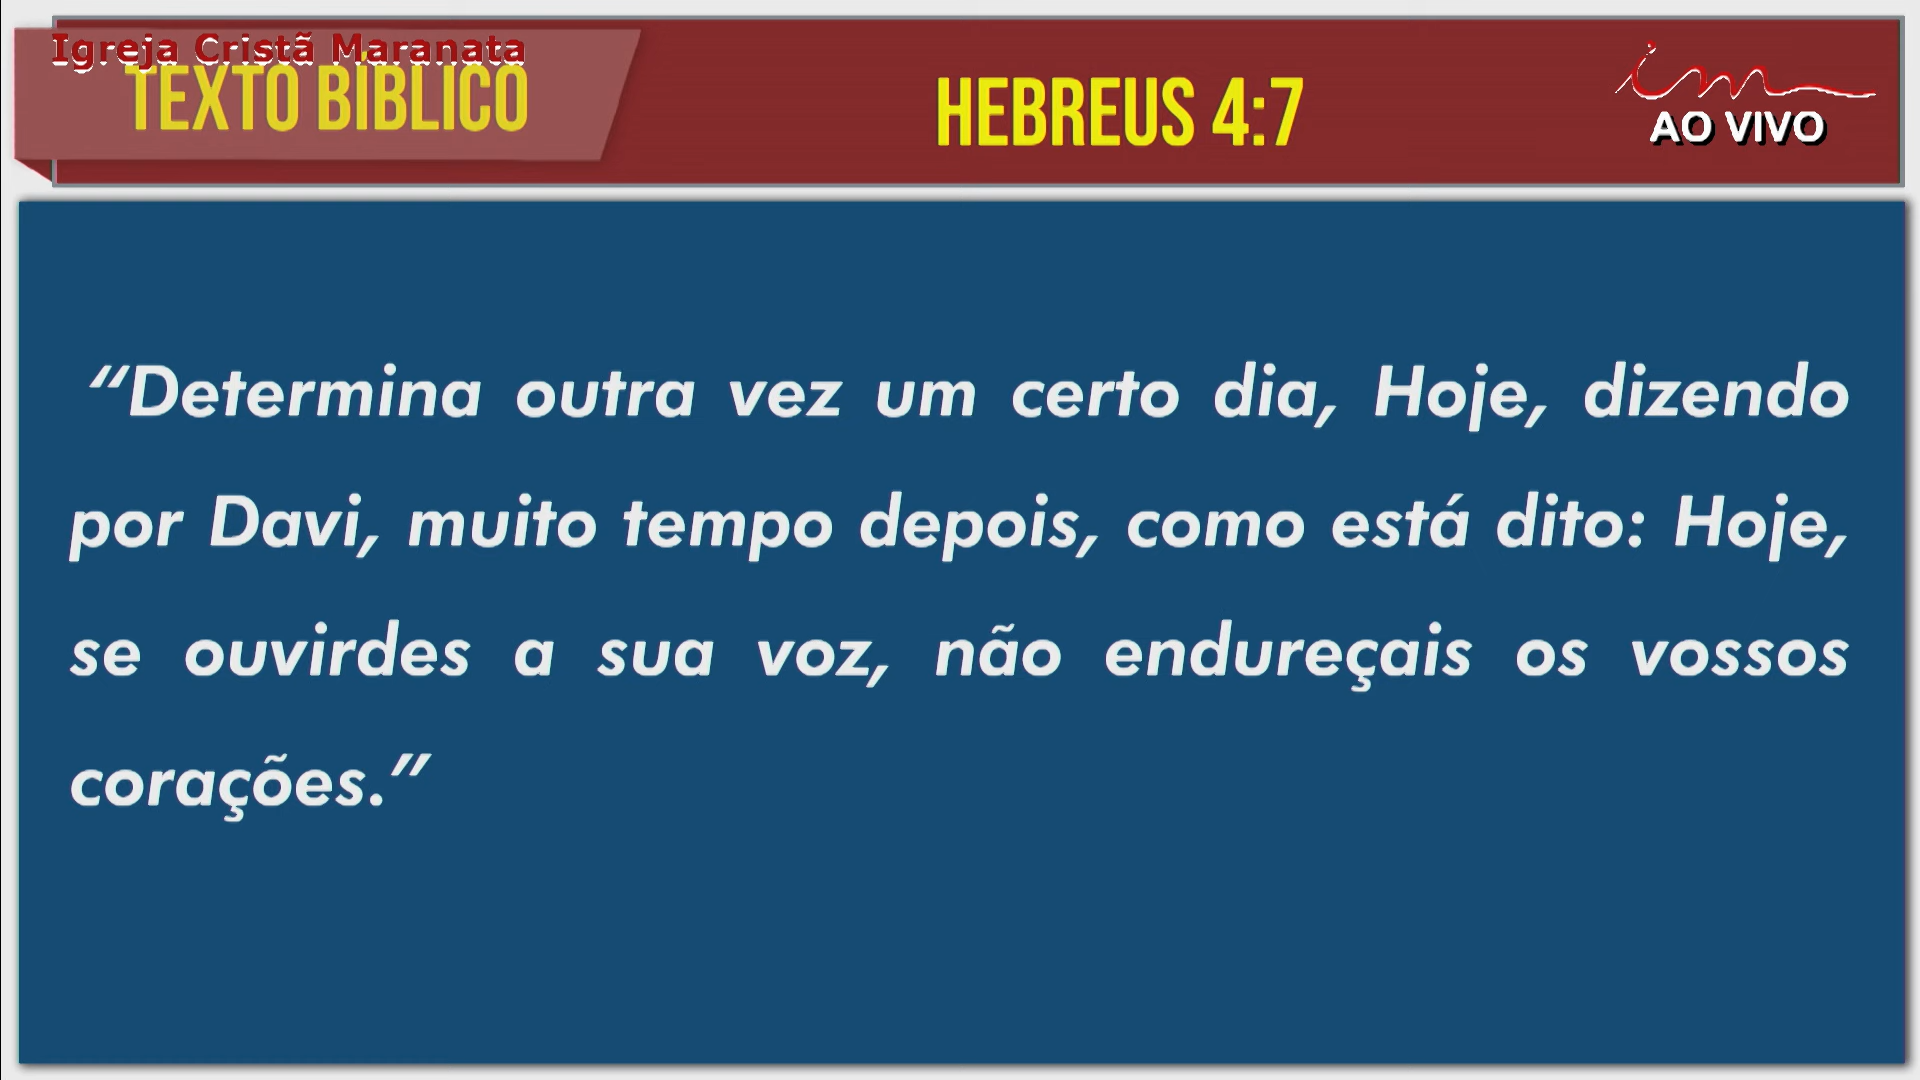 Igreja Cristã Maranata
TEXTO BÍBLICO
HEBREUS 4:7
im
AO VIVO
“Determina outra vez um certo dia, Hoje, dizendo
por Davi, muito tempo depois, como está dito: Hoje,
se ouvirdes a sua voz, não endureçais os vossos
corações.”